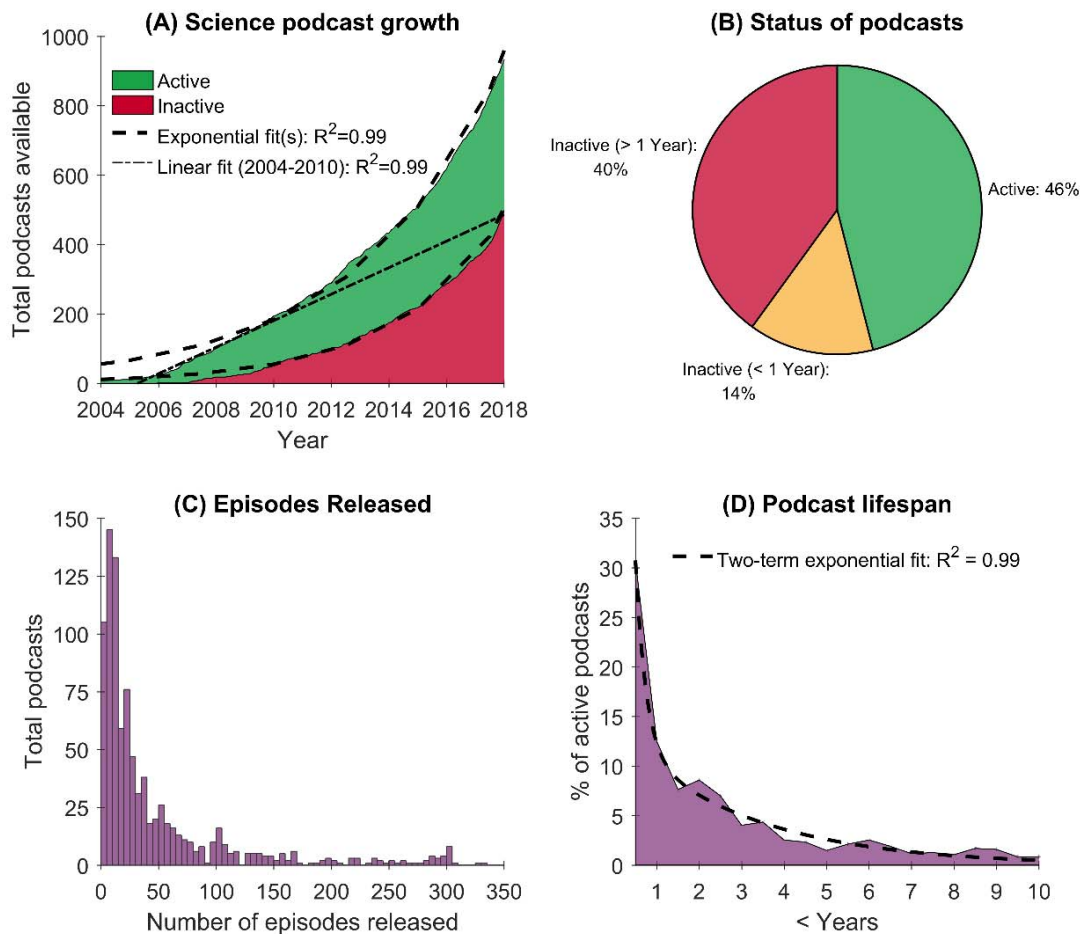 (A) Science podcast growth
1000
800
600
400
200
0
Total podcasts available
Active
Inactive
Exponential fit(s): R²=0.99
Linear fit (2004-2010): R²=0.99
2004 2006 2008 2010 2012 2014 2016 2018
Year
(B) Status of podcasts
Inactive (> 1 Year):
40%
Active: 46%
Inactive (< 1 Year):
14%
(C) Episodes Released
150
125
100
75
50
25
0
Total podcasts
0 50 100 150 200 250 300 350
Number of episodes released
(D) Podcast lifespan
35
30
25
20
15
10
5
0
% of active podcasts
Two-term exponential fit: R² = 0.99
1 2 3 4 5 6 7 8 9 10
< Years